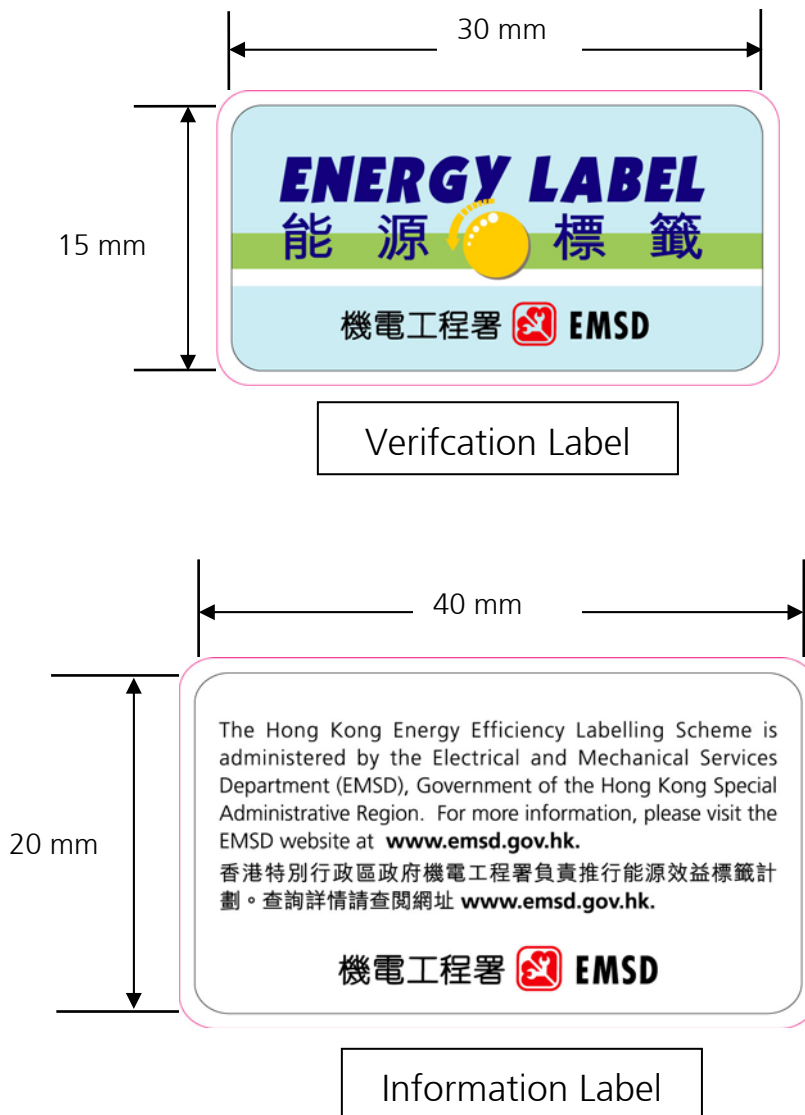 30 mm
15 mm
ENERGY LABEL
能源標籤
機電工程署 EMSD
Verifcation Label
40 mm
20 mm
The Hong Kong Energy Efficiency Labelling Scheme is
administered by the Electrical and Mechanical Services
Department (EMSD), Government of the Hong Kong Special
Administrative Region. For more information, please visit the
EMSD website at www.emsd.gov.hk.
香港特別行政區政府機電工程署負責推行能源效益標籤計
劃。查詢詳情請查閱網址 www.emsd.gov.hk.
機電工程署 EMSD
Information Label